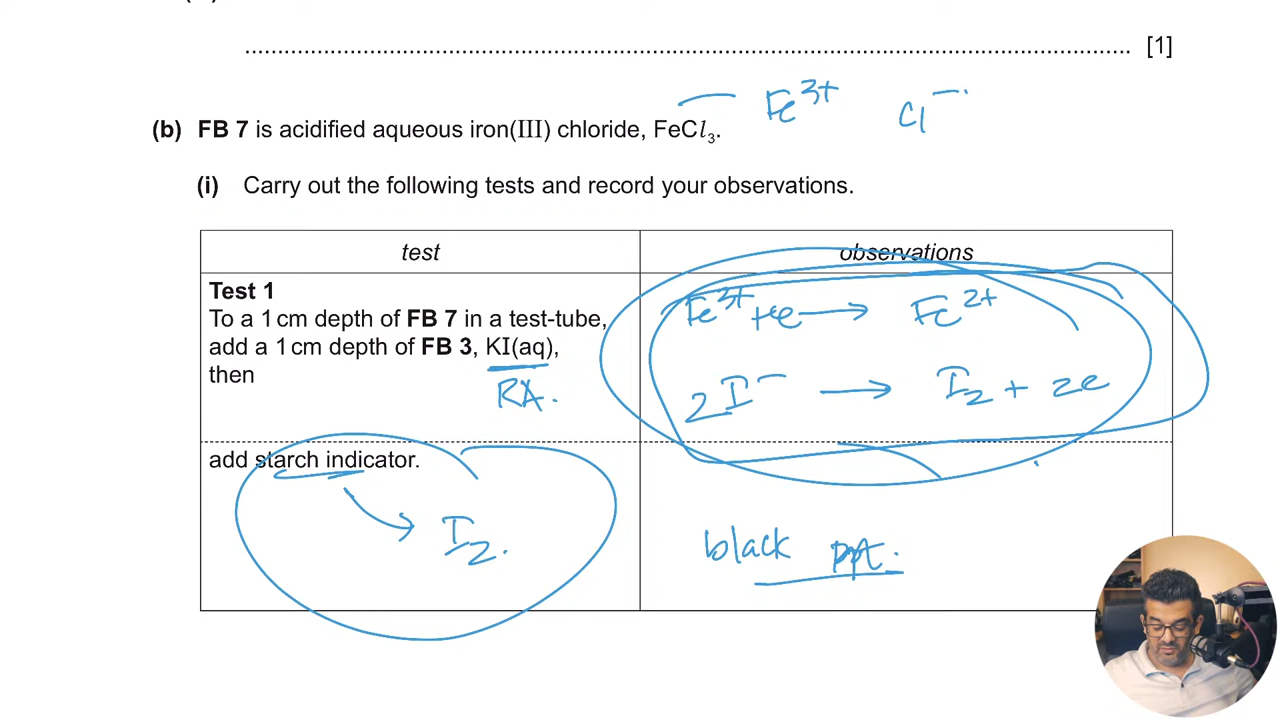 [1]
Fe³⁺ Cl⁻
(b) FB 7 is acidified aqueous iron(III) chloride, FeCl₃.
(i) Carry out the following tests and record your observations.
test observations
Test 1
To a 1 cm depth of FB 7 in a test-tube,
add a 1 cm depth of FB 3, KI(aq),
then
RA.
Fe³⁺ + e → Fe²⁺
2I⁻ → I₂ + 2e
add starch indicator.
I₂.
black ppt.